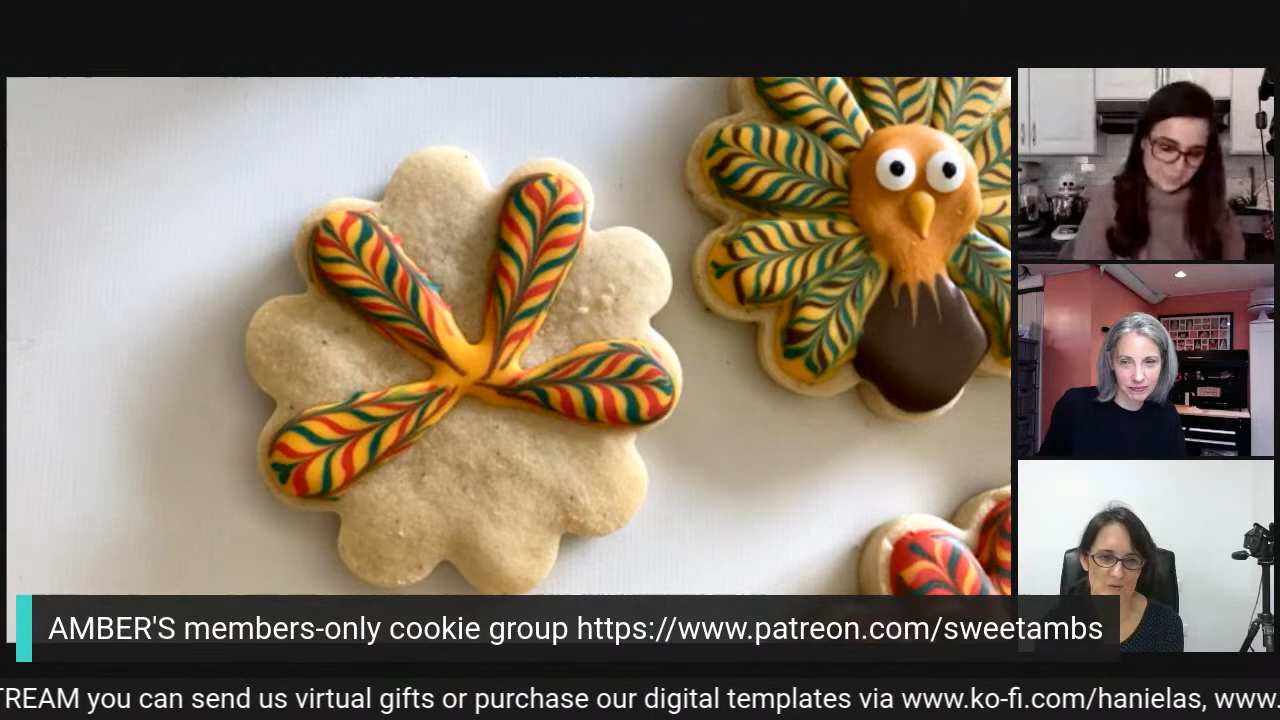 AMBER'S members-only cookie group https://www.patreon.com/sweetambs
TREAM you can send us virtual gifts or purchase our digital templates via www.ko-fi.com/hanielas, www.